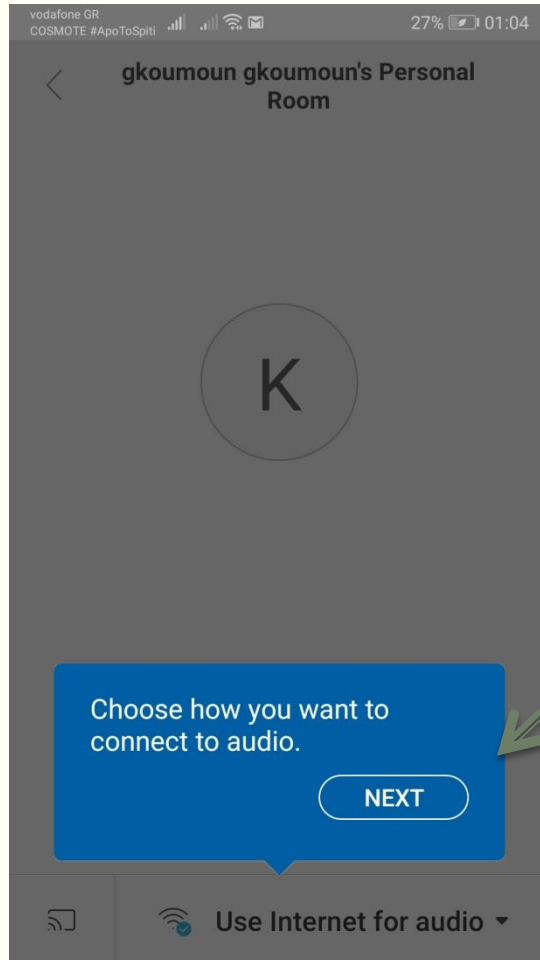 vodafone GR
COSMOTE #ApoToSpiti
27% 01:04
gkoumoun gkoumoun's Personal
Room
K
Choose how you want to
connect to audio.
NEXT
Use Internet for audio